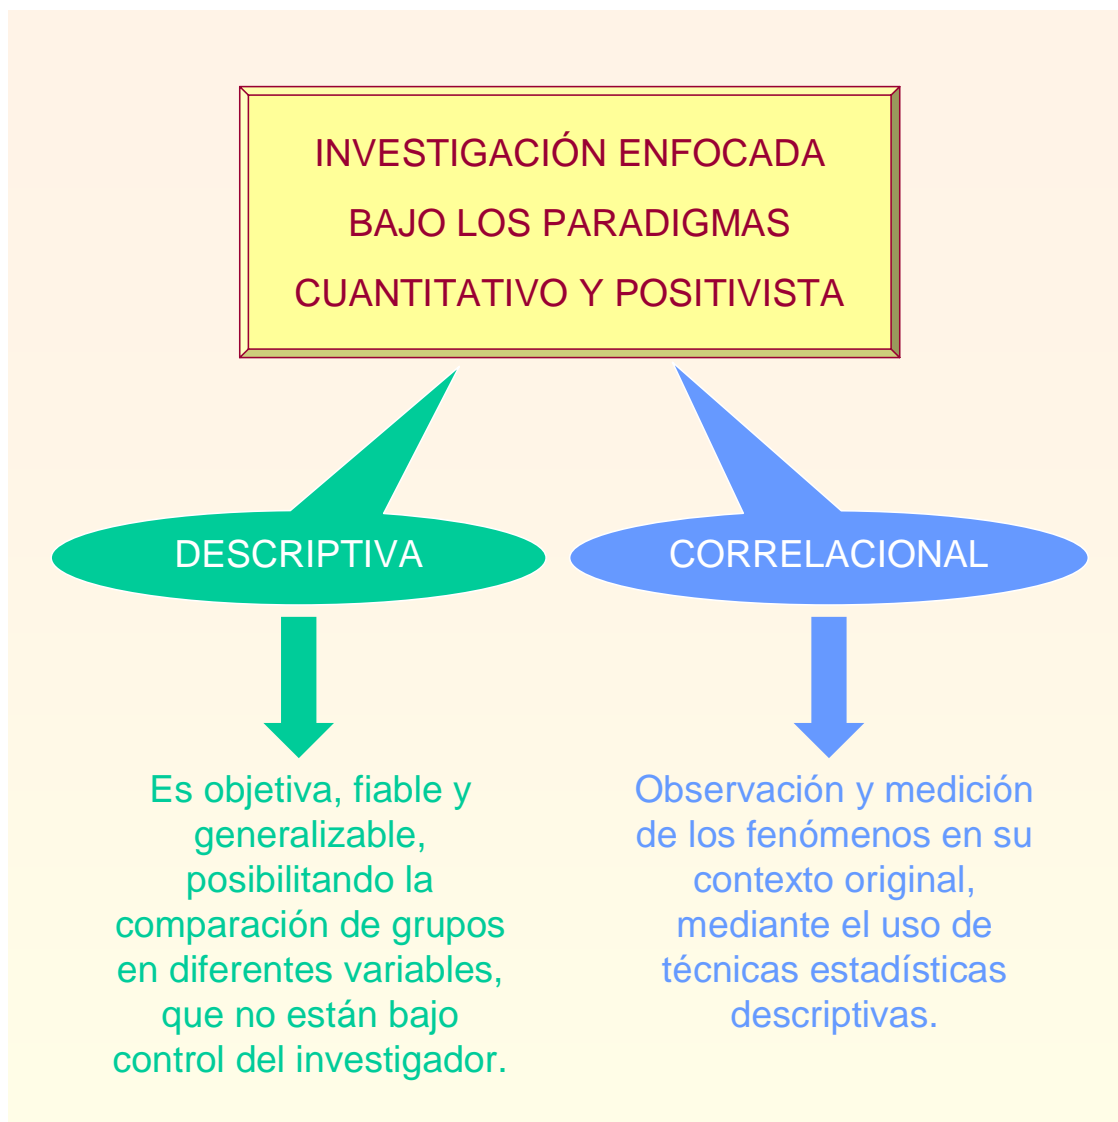 INVESTIGACIÓN ENFOCADA
BAJO LOS PARADIGMAS
CUANTITATIVO Y POSITIVISTA
DESCRIPTIVA
CORRELACIONAL
Es objetiva, fiable y
generalizable,
posibilitando la
comparación de grupos
en diferentes variables,
que no están bajo
control del investigador.
Observación y medición
de los fenómenos en su
contexto original,
mediante el uso de
técnicas estadísticas
descriptivas.